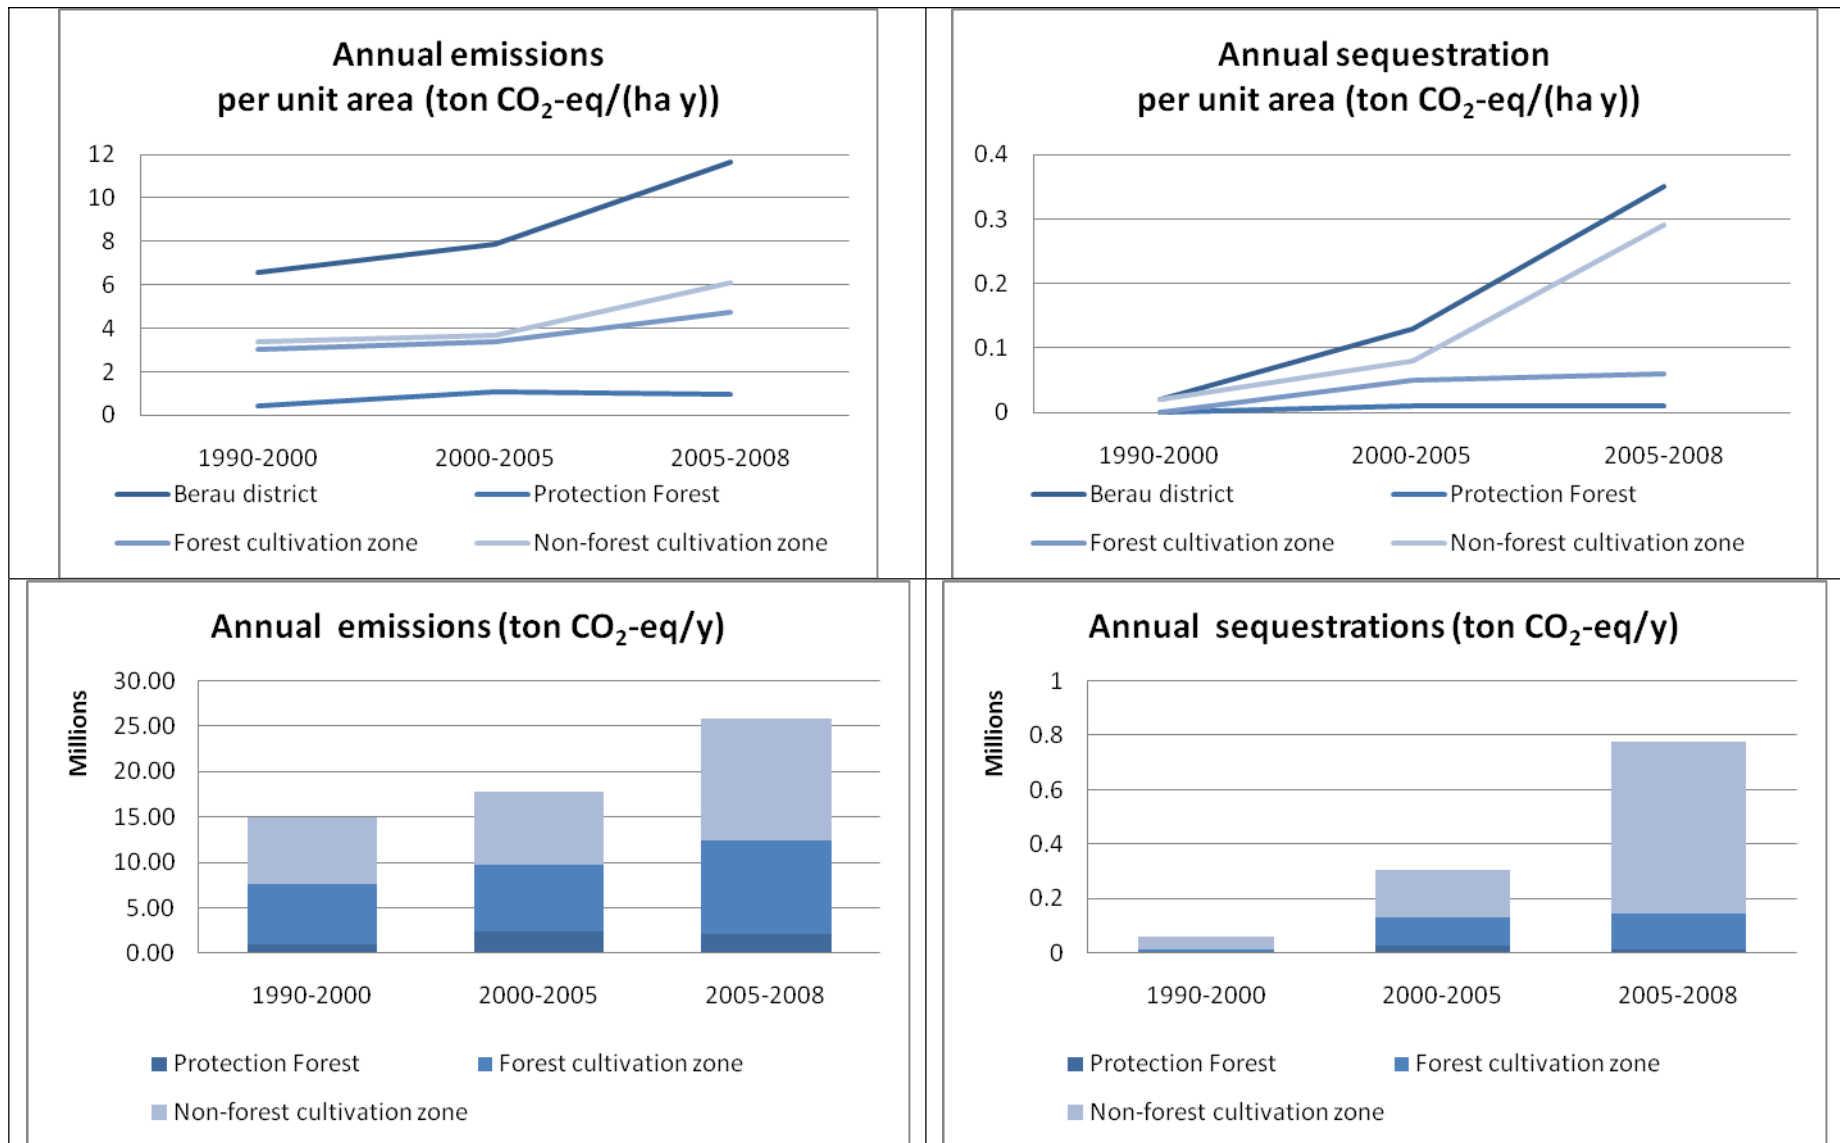 Annual emissions
per unit area (ton CO₂-eq/(ha y))
12
10
8
6
4
2
0
1990-2000 2000-2005 2005-2008
Berau district Protection Forest
Forest cultivation zone Non-forest cultivation zone
Annual sequestration
per unit area (ton CO₂-eq/(ha y))
0.4
0.3
0.2
0.1
0
1990-2000 2000-2005 2005-2008
Berau district Protection Forest
Forest cultivation zone Non-forest cultivation zone
Annual emissions (ton CO₂-eq/y)
Millions
30.00
25.00
20.00
15.00
10.00
5.00
0.00
1990-2000 2000-2005 2005-2008
Protection Forest Forest cultivation zone
Non-forest cultivation zone
Annual sequestrations (ton CO₂-eq/y)
Millions
1
0.8
0.6
0.4
0.2
0
1990-2000 2000-2005 2005-2008
Protection Forest Forest cultivation zone
Non-forest cultivation zone